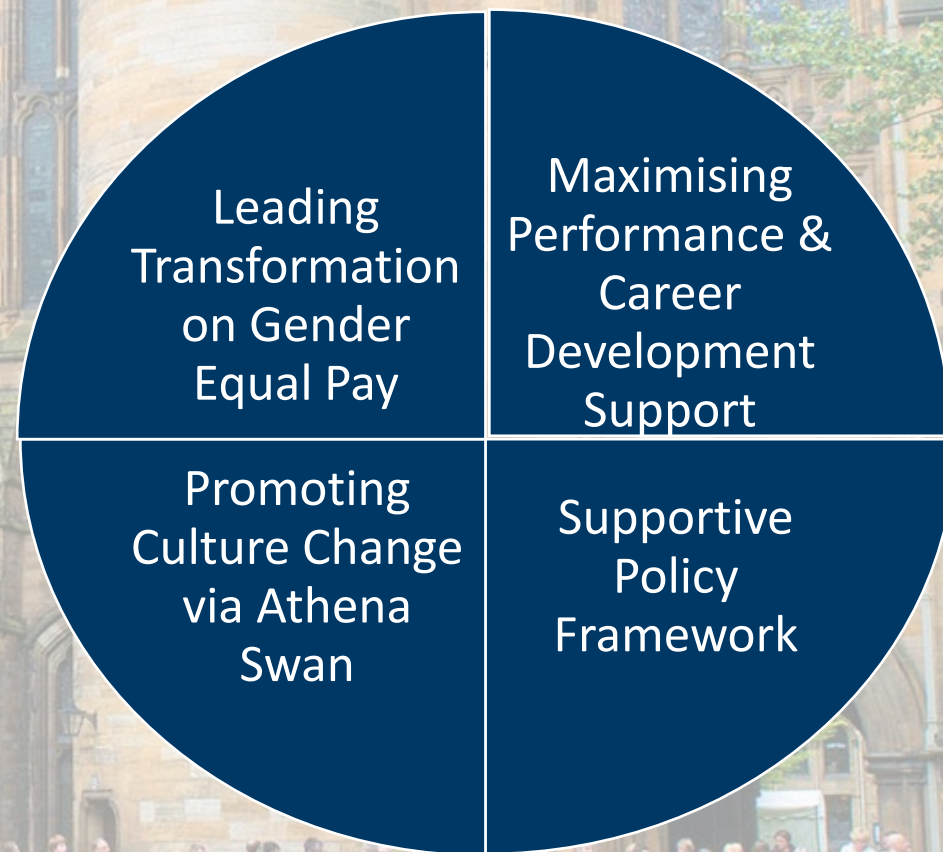 Leading
Transformation
on Gender
Equal Pay
Maximising
Performance &
Career
Development
Support
Promoting
Culture Change
via Athena
Swan
Supportive
Policy
Framework